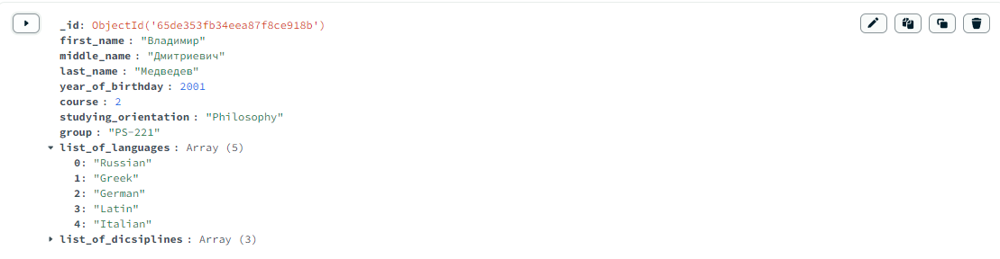 _id: ObjectId('65de353fb34eea87f8ce918b')
first_name : "Владимир"
middle_name : "Дмитриевич"
last_name : "Медведев"
year_of_birthday : 2001
course : 2
studying_orientation : "Philosophy"
group : "PS-221"
list_of_languages : Array (5)
0: "Russian"
1: "Greek"
2: "German"
3: "Latin"
4: "Italian"
list_of_dicsiplines : Array (3)